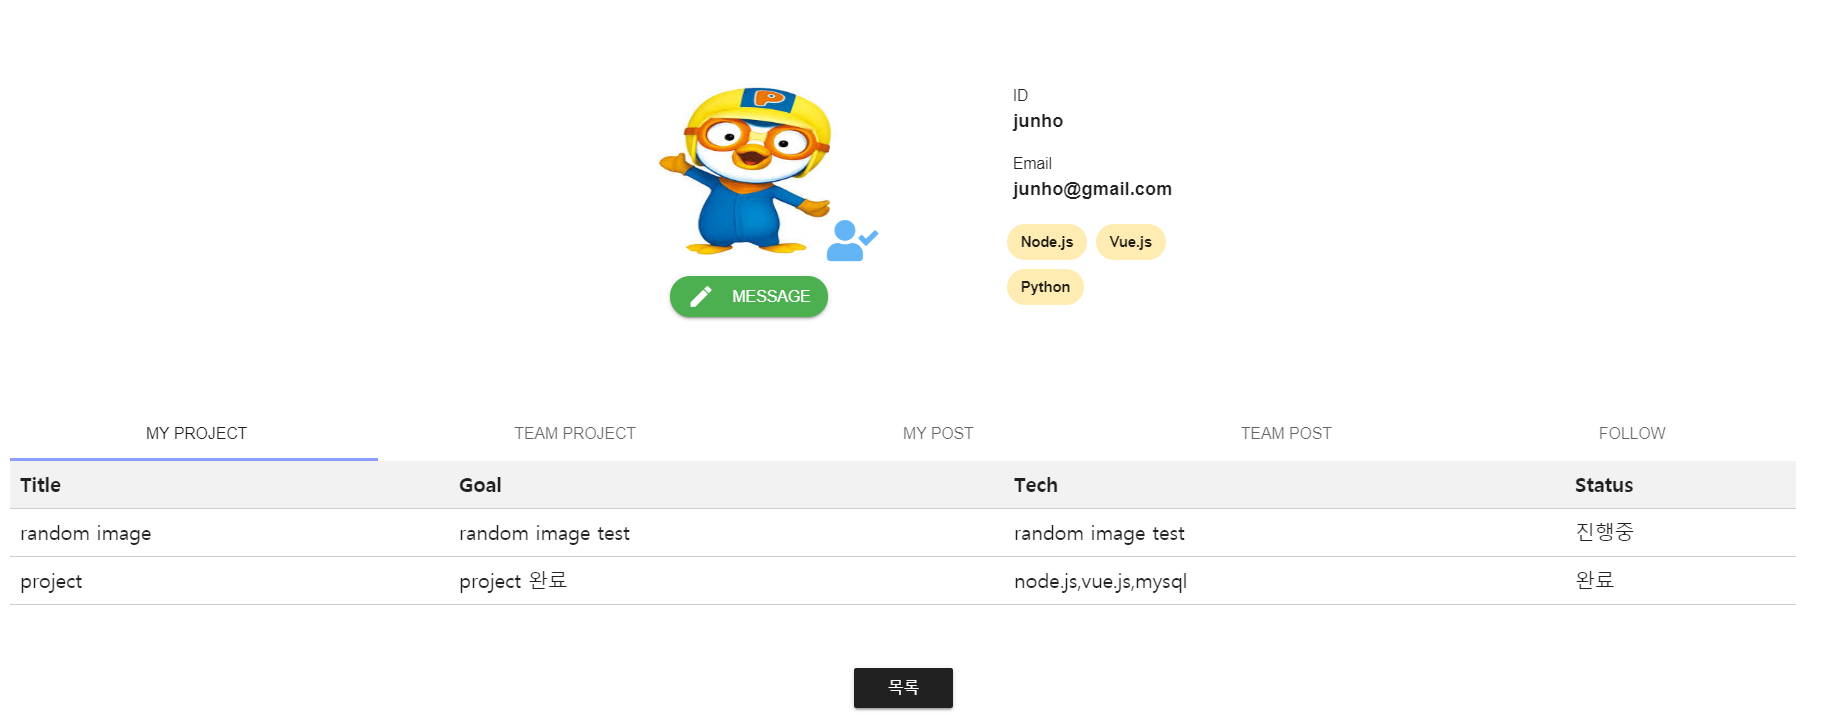 P
ID
junho
Email
junho@gmail.com
Node.js Vue.js
Python
MESSAGE
MY PROJECT TEAM PROJECT MY POST TEAM POST FOLLOW
Title Goal Tech Status
random image random image test random image test 진행중
project project 완료 node.js,vue.js,mysql 완료
목록